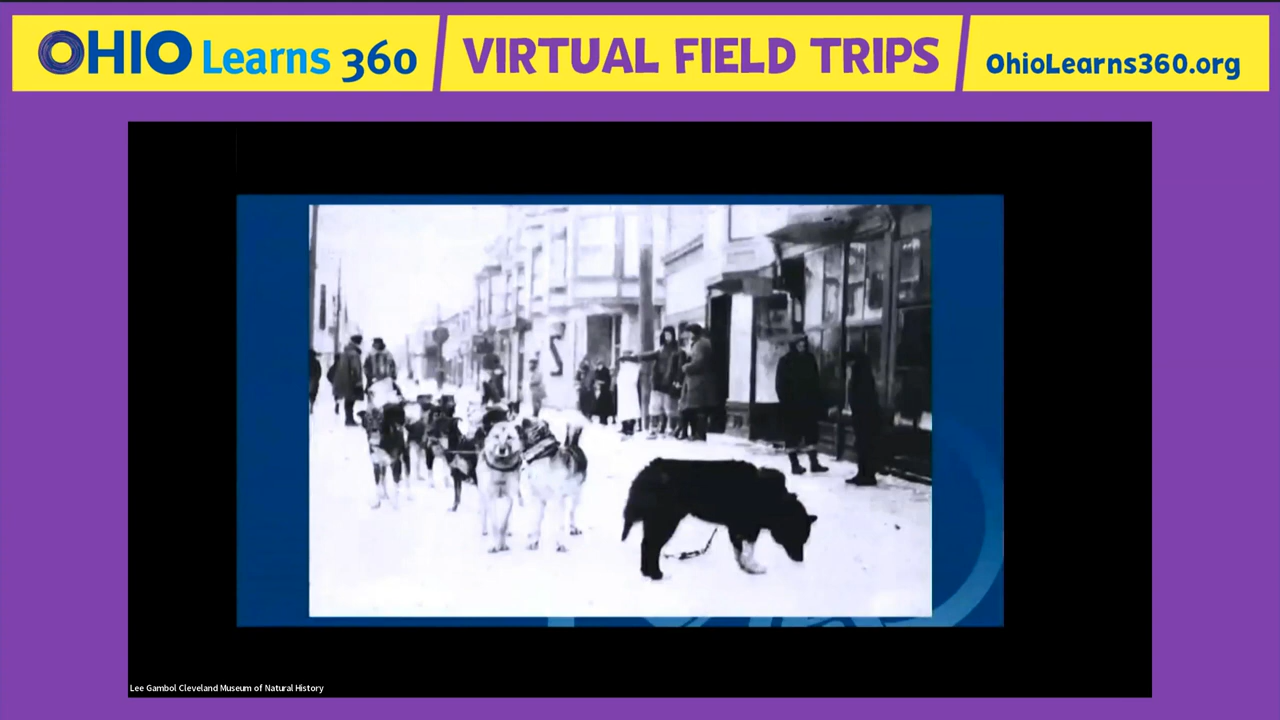 OHIO Learns 360
VIRTUAL FIELD TRIPS
OhioLearns360.org
Lee Gambol Cleveland Museum of Natural History